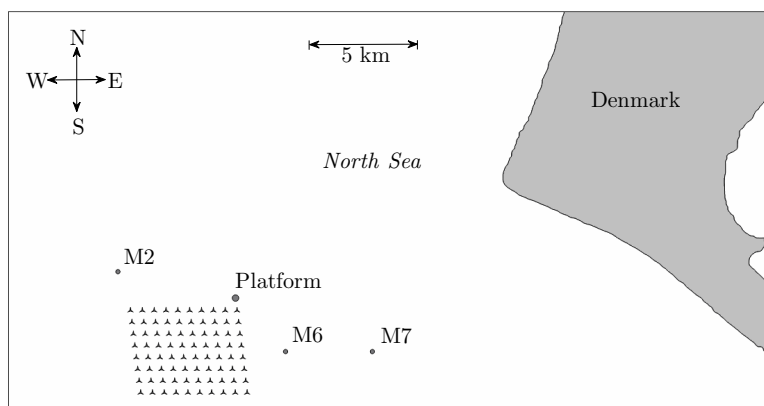 N
W E
S
5 km
Denmark
North Sea
M2
Platform
M6 M7